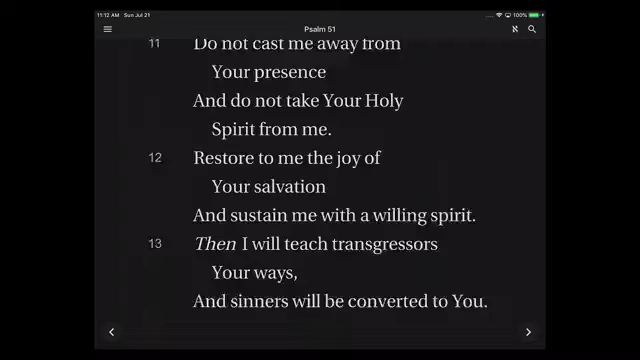 11:12 AM Sun Jul 21
100%
Psalm 51
11 Do not cast me away from
Your presence
And do not take Your Holy
Spirit from me.
12 Restore to me the joy of
Your salvation
And sustain me with a willing spirit.
13 Then I will teach transgressors
Your ways,
And sinners will be converted to You.